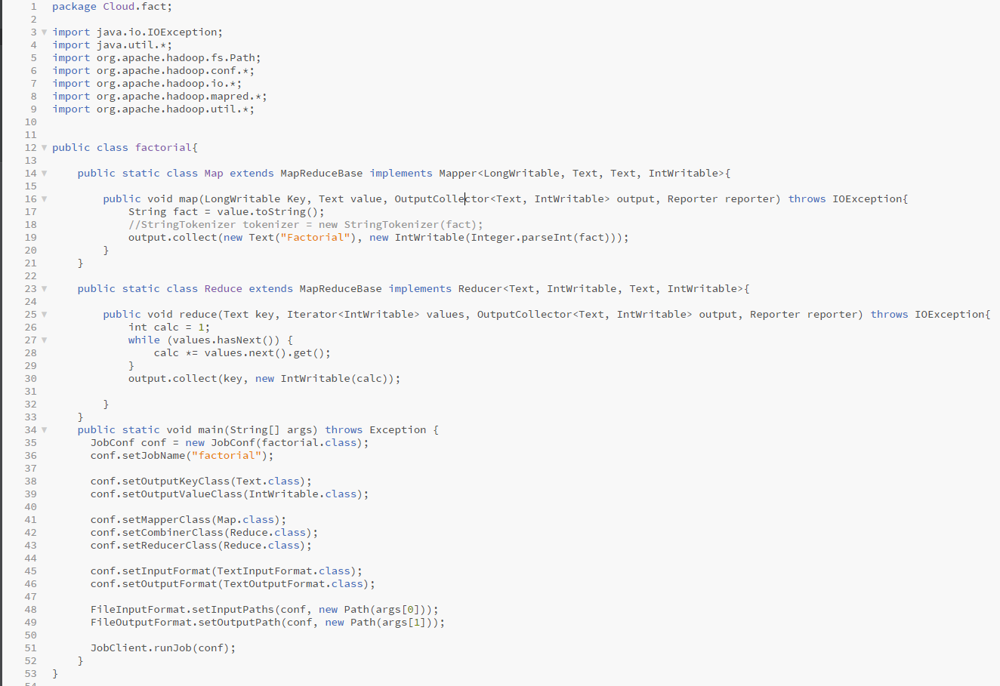 1 package Cloud.fact;
2
3 import java.io.IOException;
4 import java.util.*;
5 import org.apache.hadoop.fs.Path;
6 import org.apache.hadoop.conf.*;
7 import org.apache.hadoop.io.*;
8 import org.apache.hadoop.mapred.*;
9 import org.apache.hadoop.util.*;
10
11
12 public class factorial{
13
14     public static class Map extends MapReduceBase implements Mapper<LongWritable, Text, Text, IntWritable>{
15
16         public void map(LongWritable Key, Text value, OutputCollector<Text, IntWritable> output, Reporter reporter) throws IOException{
17             String fact = value.toString();
18             //StringTokenizer tokenizer = new StringTokenizer(fact);
19             output.collect(new Text("Factorial"), new IntWritable(Integer.parseInt(fact)));
20         }
21     }
22
23     public static class Reduce extends MapReduceBase implements Reducer<Text, IntWritable, Text, IntWritable>{
24
25         public void reduce(Text key, Iterator<IntWritable> values, OutputCollector<Text, IntWritable> output, Reporter reporter) throws IOException{
26             int calc = 1;
27             while (values.hasNext()) {
28                 calc *= values.next().get();
29             }
30             output.collect(key, new IntWritable(calc));
31
32         }
33     }
34     public static void main(String[] args) throws Exception {
35       JobConf conf = new JobConf(factorial.class);
36       conf.setJobName("factorial");
37
38       conf.setOutputKeyClass(Text.class);
39       conf.setOutputValueClass(IntWritable.class);
40
41       conf.setMapperClass(Map.class);
42       conf.setCombinerClass(Reduce.class);
43       conf.setReducerClass(Reduce.class);
44
45       conf.setInputFormat(TextInputFormat.class);
46       conf.setOutputFormat(TextOutputFormat.class);
47
48       FileInputFormat.setInputPaths(conf, new Path(args[0]));
49       FileOutputFormat.setOutputPath(conf, new Path(args[1]));
50
51       JobClient.runJob(conf);
52     }
53 }